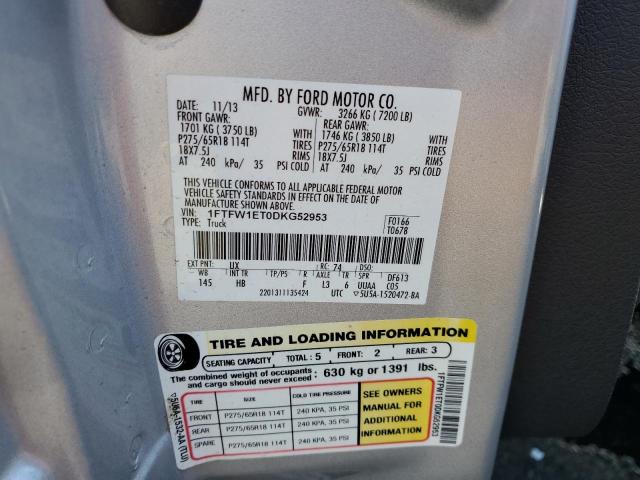 MFD. BY FORD MOTOR CO.
DATE: 11/13 GVWR: 3266 KG ( 7200 LB)
FRONT GAWR: REAR GAWR:
1701 KG ( 3750 LB) WITH 1746 KG ( 3850 LB) WITH
P275/65R18 114T TIRES P275/65R18 114T TIRES
18X7.5J RIMS 18X7.5J RIMS
AT 240 kPa/ 35 PSI COLD AT 240 kPa/ 35 PSI COLD
THIS VEHICLE CONFORMS TO ALL APPLICABLE FEDERAL MOTOR
VEHICLE SAFETY STANDARDS IN EFFECT ON THE DATE OF
MANUFACTURE SHOWN ABOVE.
VIN: 1FTFW1ET0DKG52953 F0166
TYPE: Truck T0678
EXT PNT: UX RC: 74 DSO:
WB INT TR TP/PS R AXLE TR SPR DF613
145 HB F L3 6 UUAA C05
2201311135424 UTC ▽5U5A-1520472-BA
TIRE AND LOADING INFORMATION
SEATING CAPACITY TOTAL: 5 FRONT: 2 REAR: 3
The combined weight of occupants and cargo should never exceed: 630 kg or 1391 lbs.
TIRE SIZE COLD TIRE PRESSURE
FRONT P275/65R18 114T 240 KPA, 35 PSI
REAR P275/65R18 114T 240 KPA, 35 PSI
SPARE P275/65R18 114T 240 KPA, 35 PSI
SEE OWNERS
MANUAL FOR
ADDITIONAL
INFORMATION
1FTFW1ET0DKG52953